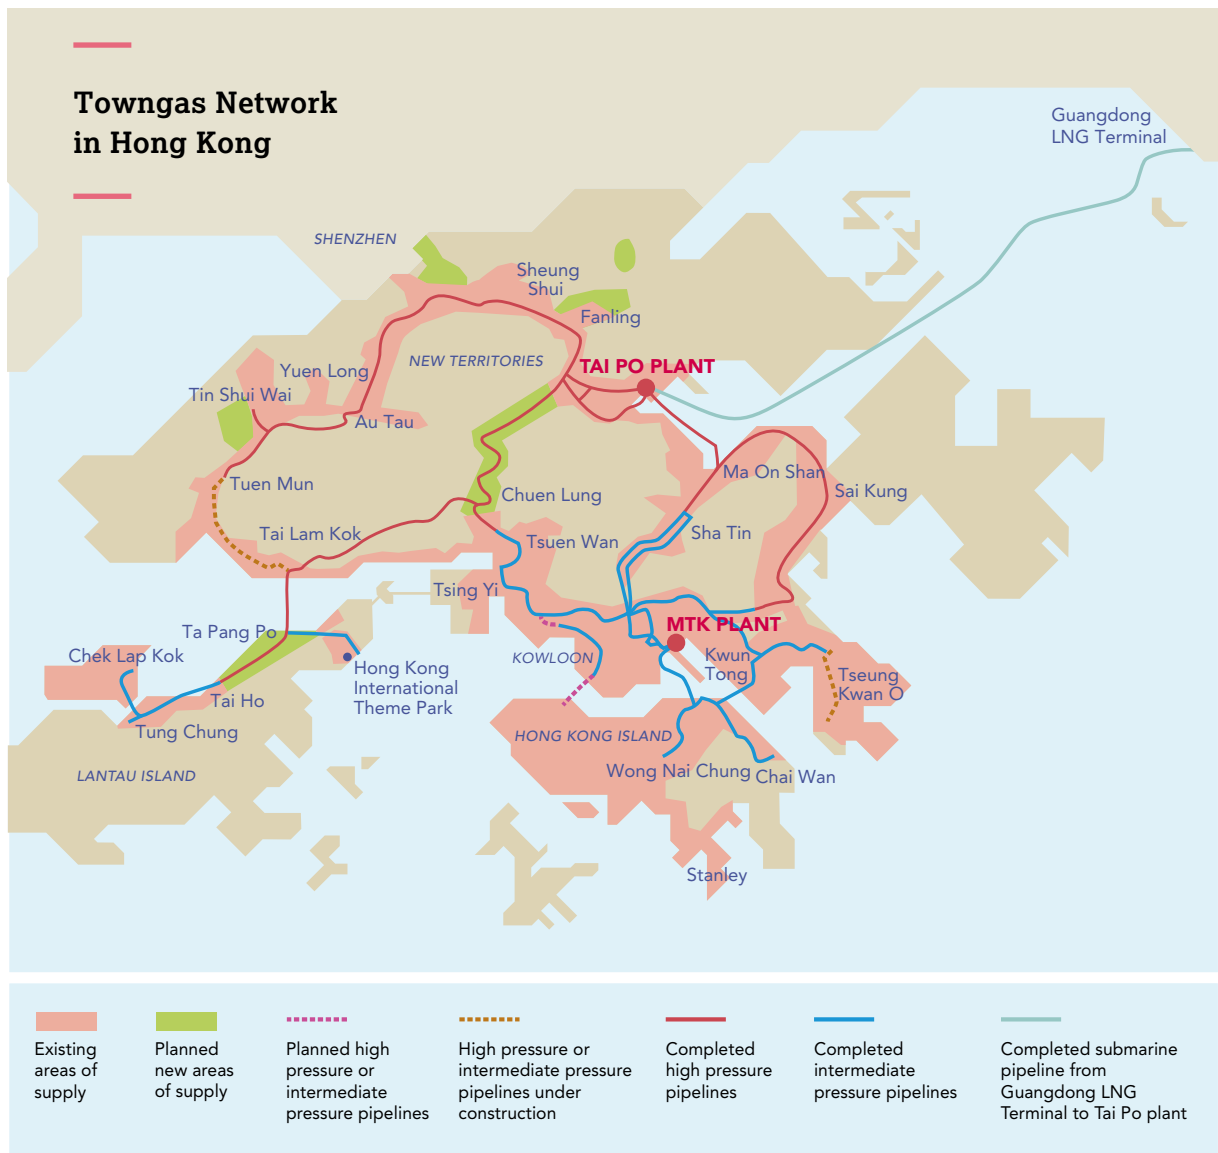 Towngas Network
in Hong Kong
Guangdong
LNG Terminal
SHENZHEN
Sheung
Shui
Fanling
NEW TERRITORIES
TAI PO PLANT
Yuen Long
Tin Shui Wai
Au Tau
Ma On Shan
Sai Kung
Tuen Mun
Chuen Lung
Tai Lam Kok
Tsuen Wan
Sha Tin
Tsing Yi
Ta Pang Po
MTK PLANT
Chek Lap Kok
KOWLOON
Kwun
Tong
Hong Kong
International
Theme Park
Tseung
Kwan O
Tai Ho
Tung Chung
HONG KONG ISLAND
LANTAU ISLAND
Wong Nai Chung
Chai Wan
Stanley
Existing
areas of
supply
Planned
new areas
of supply
Planned high
pressure or
intermediate
pressure pipelines
High pressure or
intermediate pressure
pipelines under
construction
Completed
high pressure
pipelines
Completed
intermediate
pressure pipelines
Completed submarine
pipeline from
Guangdong LNG
Terminal to Tai Po plant